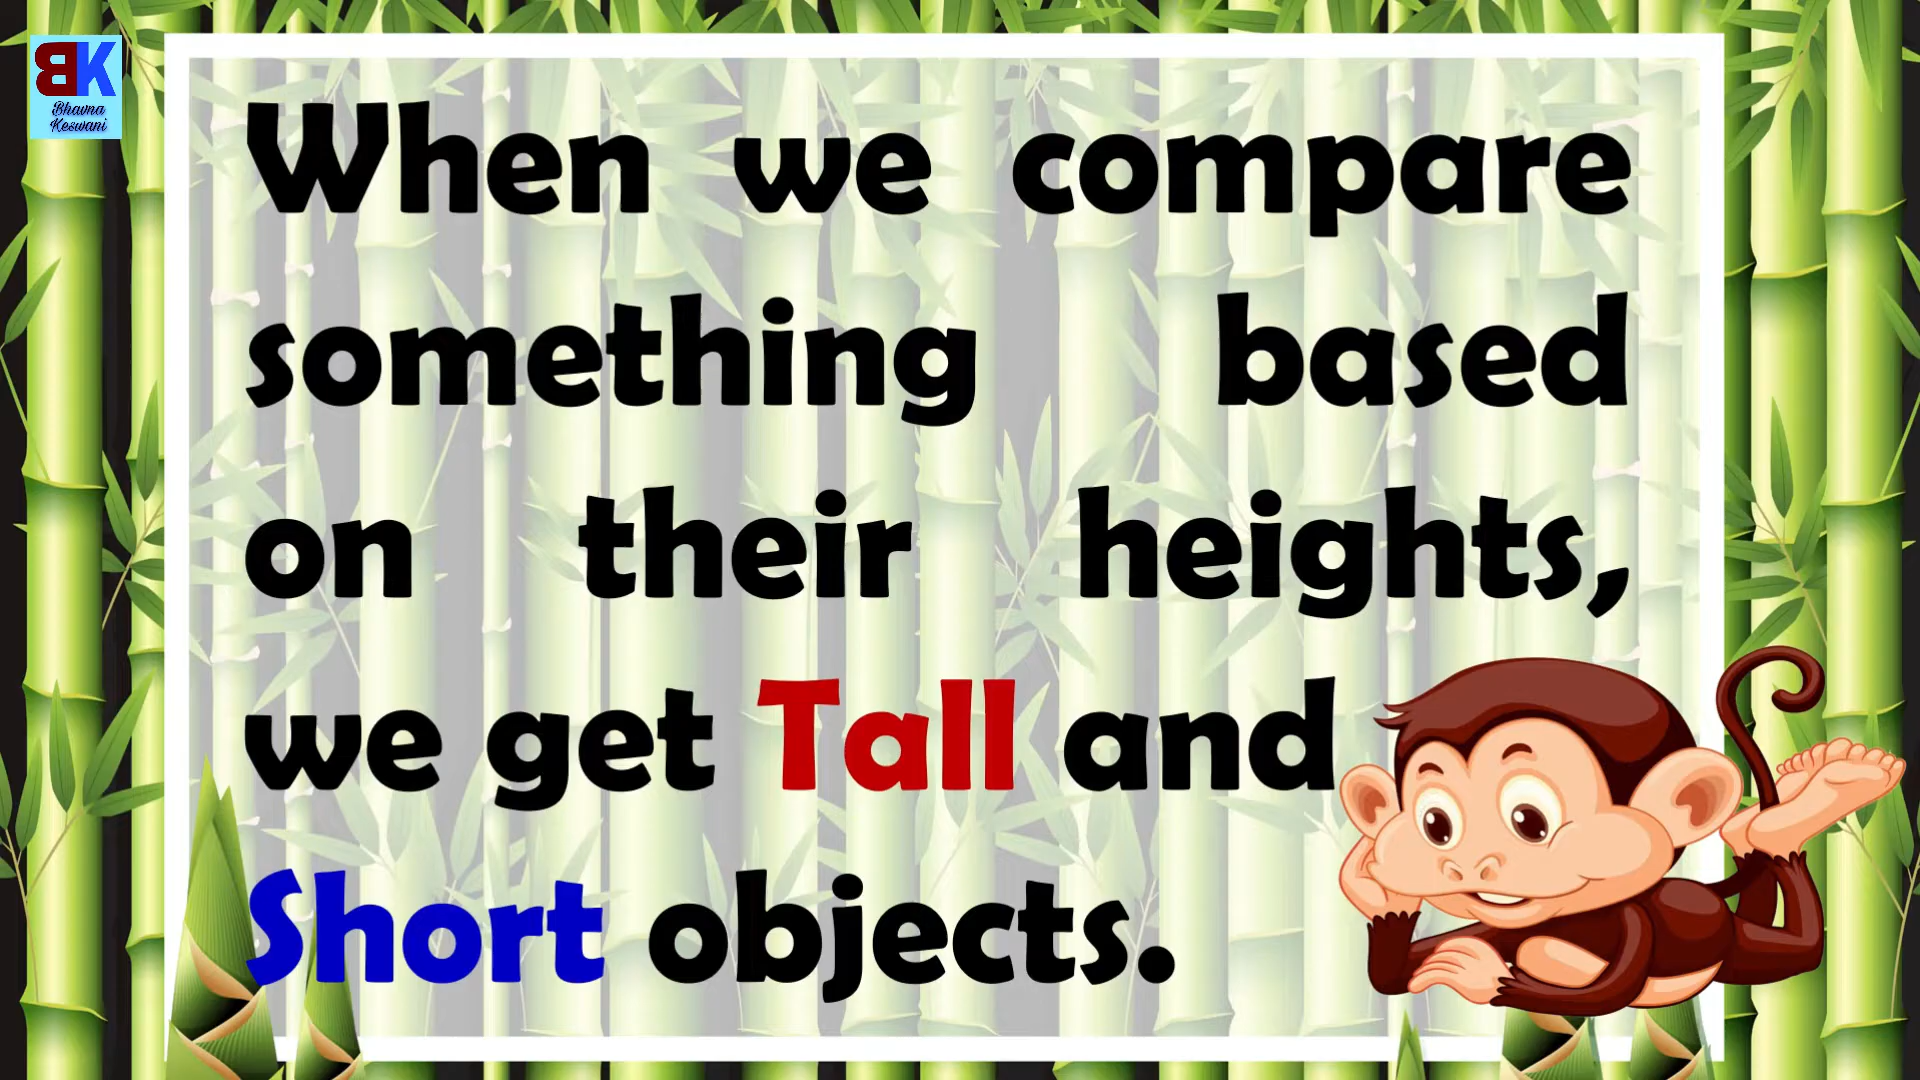 BK
Bhavna
Keswani
When we compare
something based
on their heights,
we get Tall and
Short objects.